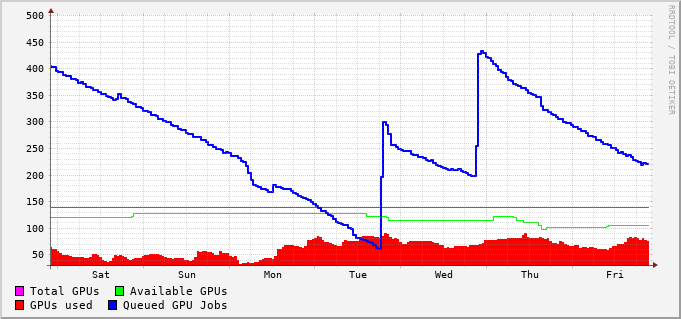 500
450
400
350
300
250
200
150
100
50
Sat Sun Mon Tue Wed Thu Fri
Total GPUs Available GPUs
GPUs used Queued GPU Jobs
RRDTOOL / TOBI OETIKER